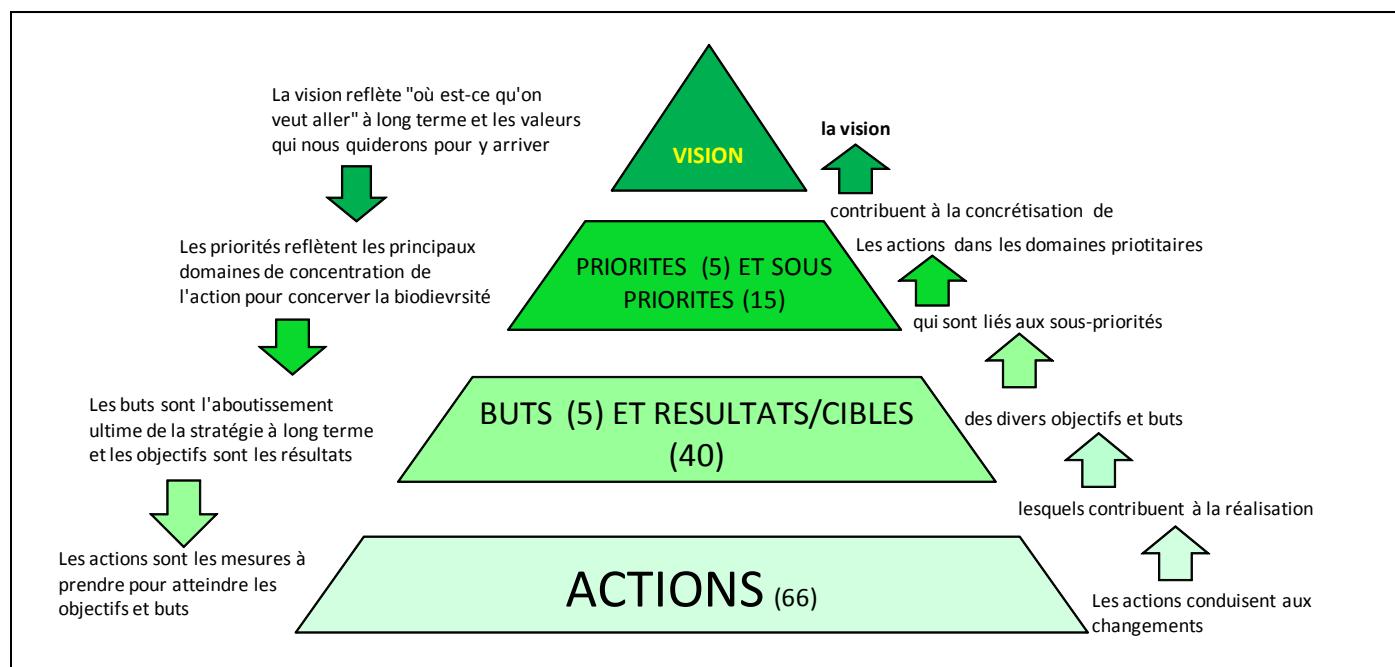 La vision reflète "où est-ce qu'on
veut aller" à long terme et les valeurs
qui nous quiderons pour y arriver
Les priorités reflètent les principaux
domaines de concentration de
l'action pour concerver la biodievrsité
Les buts sont l'aboutissement
ultime de la stratégie à long terme
et les objectifs sont les résultats
Les actions sont les mesures à
prendre pour atteindre les
objectifs et buts
VISION
PRIORITES (5) ET SOUS
PRIORITES (15)
BUTS (5) ET RESULTATS/CIBLES
(40)
ACTIONS (66)
la vision
contribuent à la concrétisation de
Les actions dans les domaines priotitaires
qui sont liés aux sous-priorités
des divers objectifs et buts
lesquels contribuent à la réalisation
Les actions conduisent aux
changements